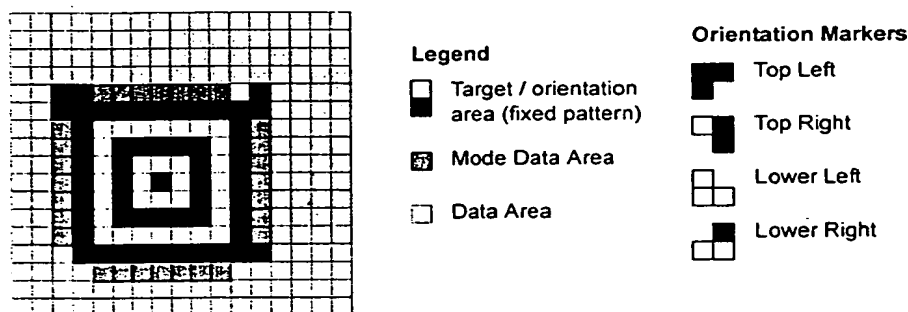 Legend
Target / orientation
area (fixed pattern)
Mode Data Area
Data Area
Orientation Markers
Top Left
Top Right
Lower Left
Lower Right